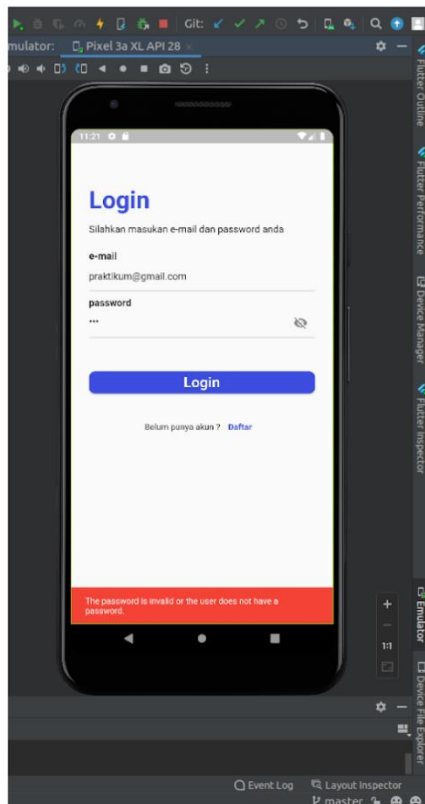 Git:
mulator:
Pixel 3a XL API 28
11:21
Login
Silahkan masukan e-mail dan password anda
e-mail
praktikum@gmail.com
password
•••
Login
Belum punya akun ? Daftar
The password is invalid or the user does not have a
password.
1:1
Flutter Outline
Flutter Performance
Device Manager
Flutter Inspector
Emulator
Device File Explorer
Event Log
Layout Inspector
master